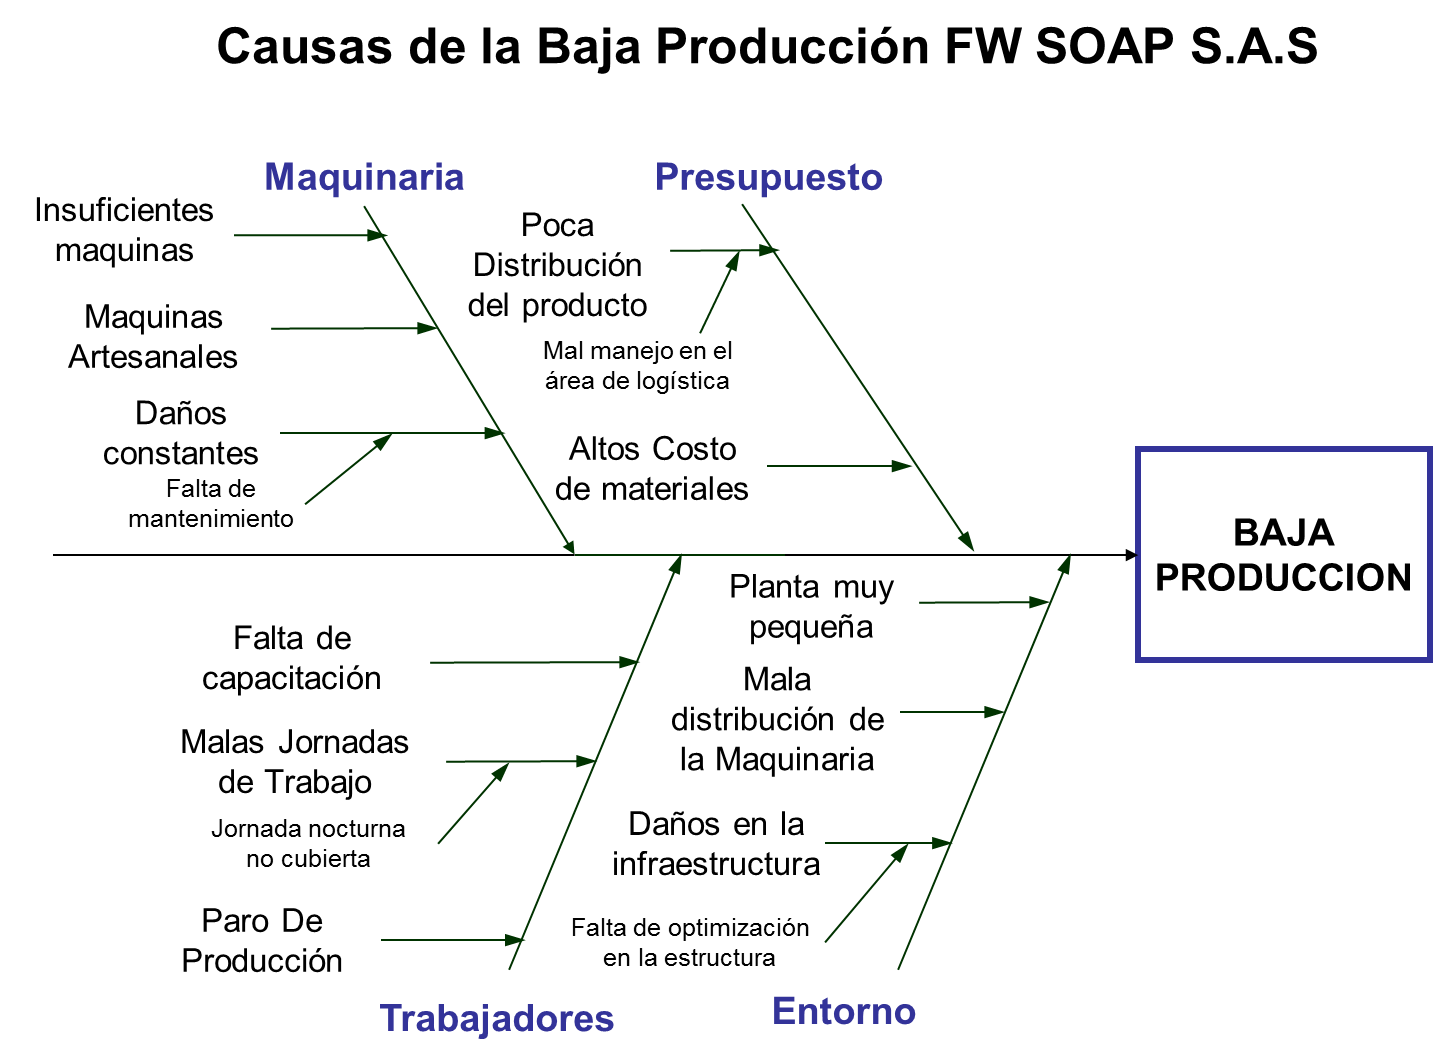 Causas de la Baja Producción FW SOAP S.A.S
Maquinaria
Insuficientes
maquinas
Maquinas
Artesanales
Daños
constantes
Falta de
mantenimiento
Presupuesto
Poca
Distribución
del producto
Mal manejo en el
área de logística
Altos Costo
de materiales
BAJA
PRODUCCION
Falta de
capacitación
Malas Jornadas
de Trabajo
Jornada nocturna
no cubierta
Paro De
Producción
Trabajadores
Planta muy
pequeña
Mala
distribución de
la Maquinaria
Daños en la
infraestructura
Falta de optimización
en la estructura
Entorno